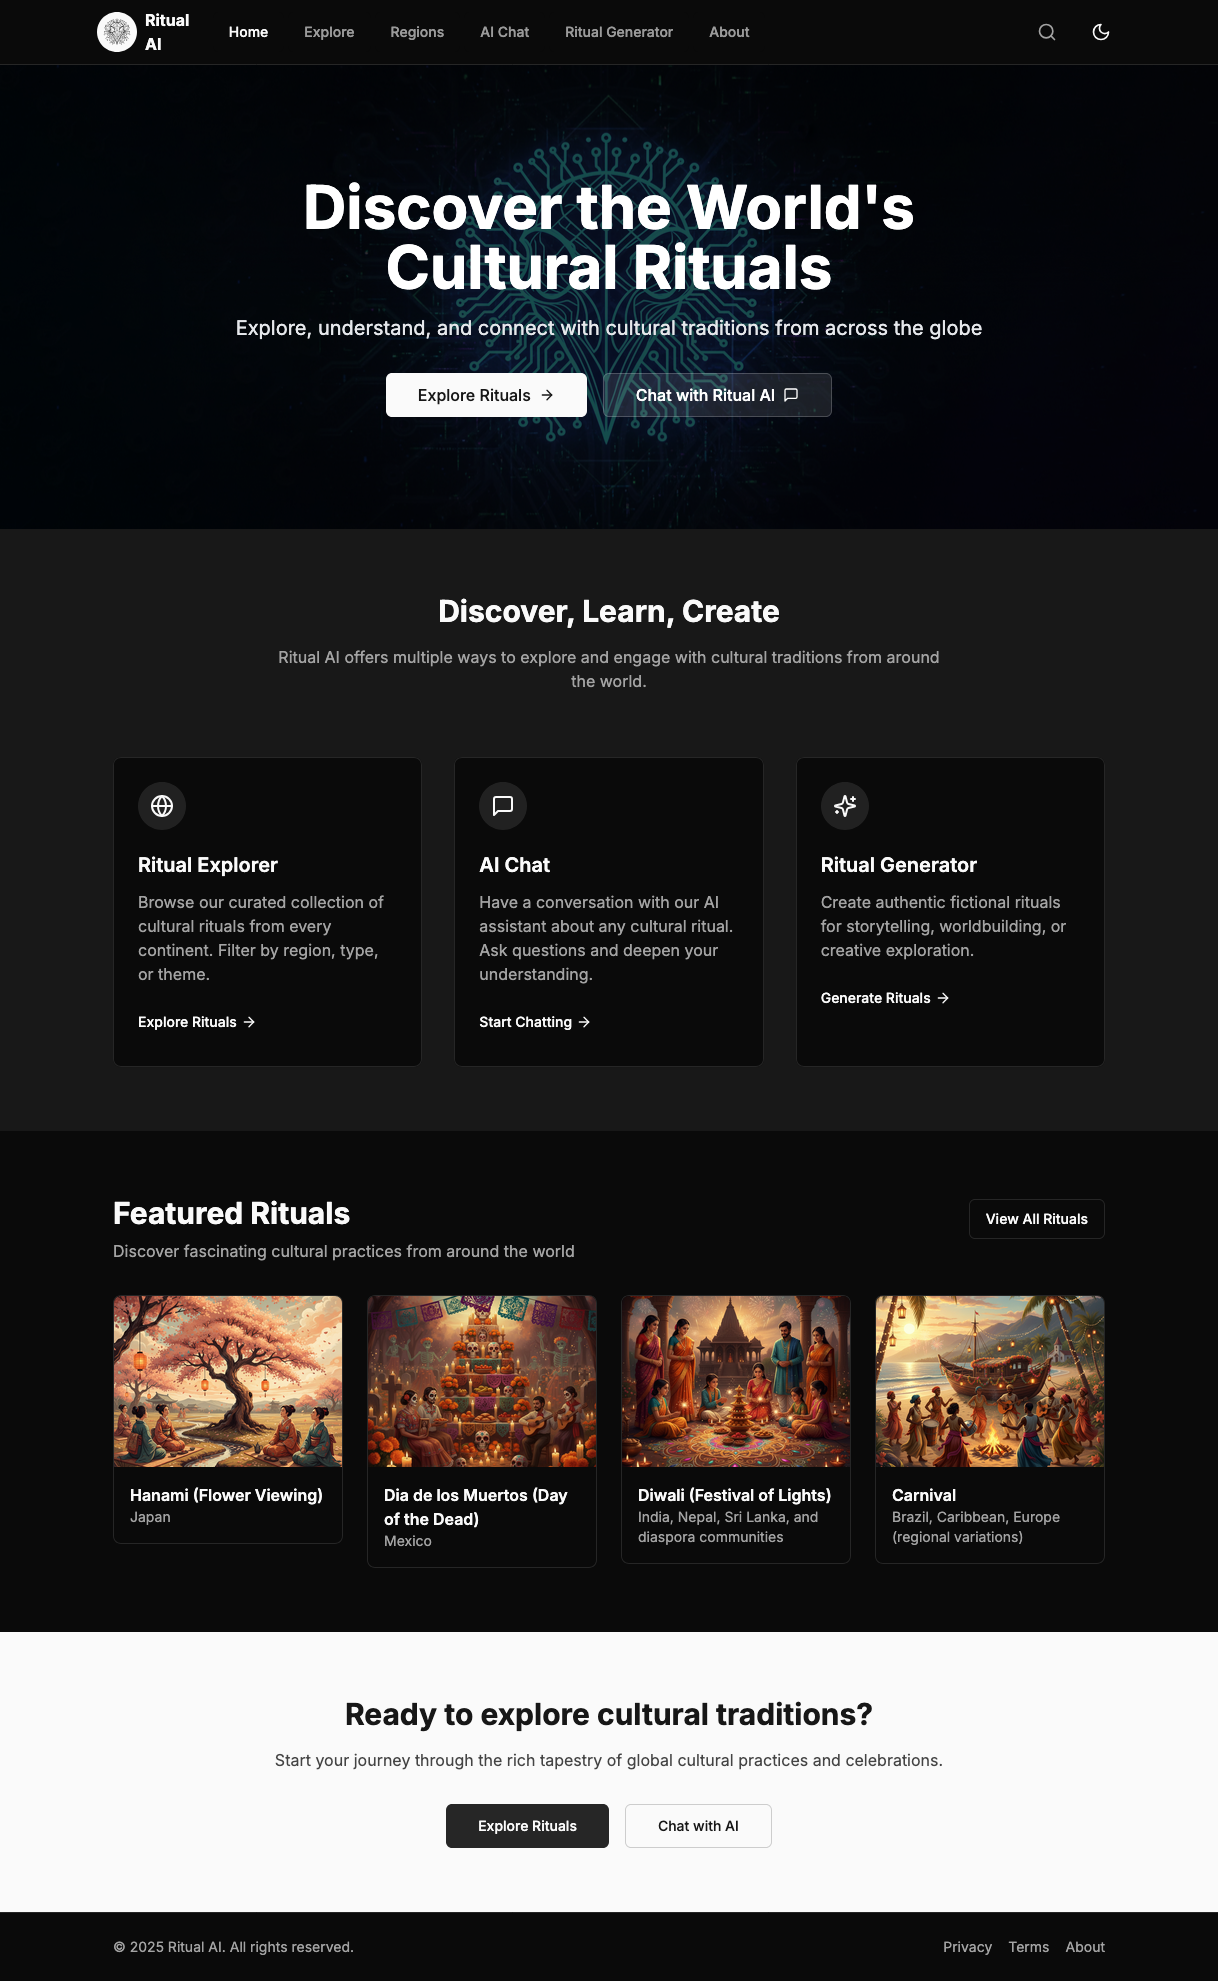 Ritual
AI
Home
Explore
Regions
AI Chat
Ritual Generator
About
Discover the World's
Cultural Rituals
Explore, understand, and connect with cultural traditions from across the globe
Explore Rituals
Chat with Ritual AI
Discover, Learn, Create
Ritual AI offers multiple ways to explore and engage with cultural traditions from around
the world.
Ritual Explorer
Browse our curated collection of
cultural rituals from every
continent. Filter by region, type,
or theme.
Explore Rituals
AI Chat
Have a conversation with our AI
assistant about any cultural ritual.
Ask questions and deepen your
understanding.
Start Chatting
Ritual Generator
Create authentic fictional rituals
for storytelling, worldbuilding, or
creative exploration.
Generate Rituals
Featured Rituals
Discover fascinating cultural practices from around the world
View All Rituals
Hanami (Flower Viewing)
Japan
Dia de los Muertos (Day
of the Dead)
Mexico
Diwali (Festival of Lights)
India, Nepal, Sri Lanka, and
diaspora communities
Carnival
Brazil, Caribbean, Europe
(regional variations)
Ready to explore cultural traditions?
Start your journey through the rich tapestry of global cultural practices and celebrations.
Explore Rituals
Chat with AI
© 2025 Ritual AI. All rights reserved.
Privacy
Terms
About